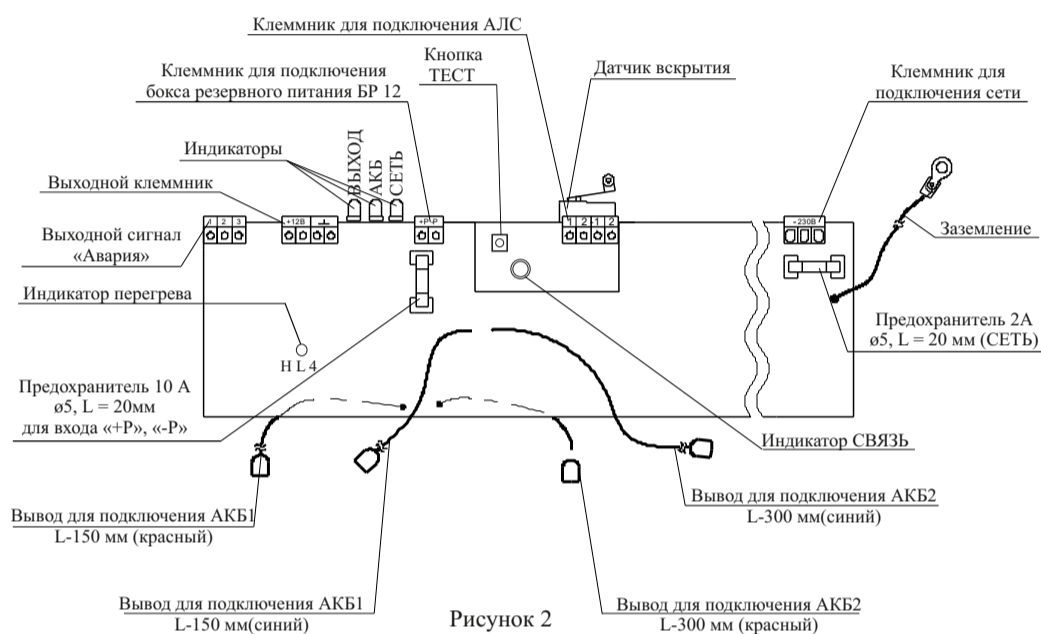 Клеммник для подключения АЛС
Кнопка
ТЕСТ
Датчик вскрытия
Клеммник для подключения
бокса резервного питания БР 12
Клеммник для
подключения сети
Индикаторы
ВЫХОД
АКБ
СЕТЬ
Выходной клеммник
1 2 3
+12В
+Р -Р
1 2 1 2
~230В
Выходной сигнал
«Авария»
Заземление
Индикатор перегрева
HL4
Предохранитель 2А
ø5, L = 20 мм (СЕТЬ)
Предохранитель 10 А
ø5, L = 20мм
для входа «+Р», «-Р»
Индикатор СВЯЗЬ
Вывод для подключения АКБ1
L-150 мм (красный)
Вывод для подключения АКБ2
L-300 мм(синий)
Вывод для подключения АКБ1
L-150 мм(синий)
Рисунок 2
Вывод для подключения АКБ2
L-300 мм (красный)